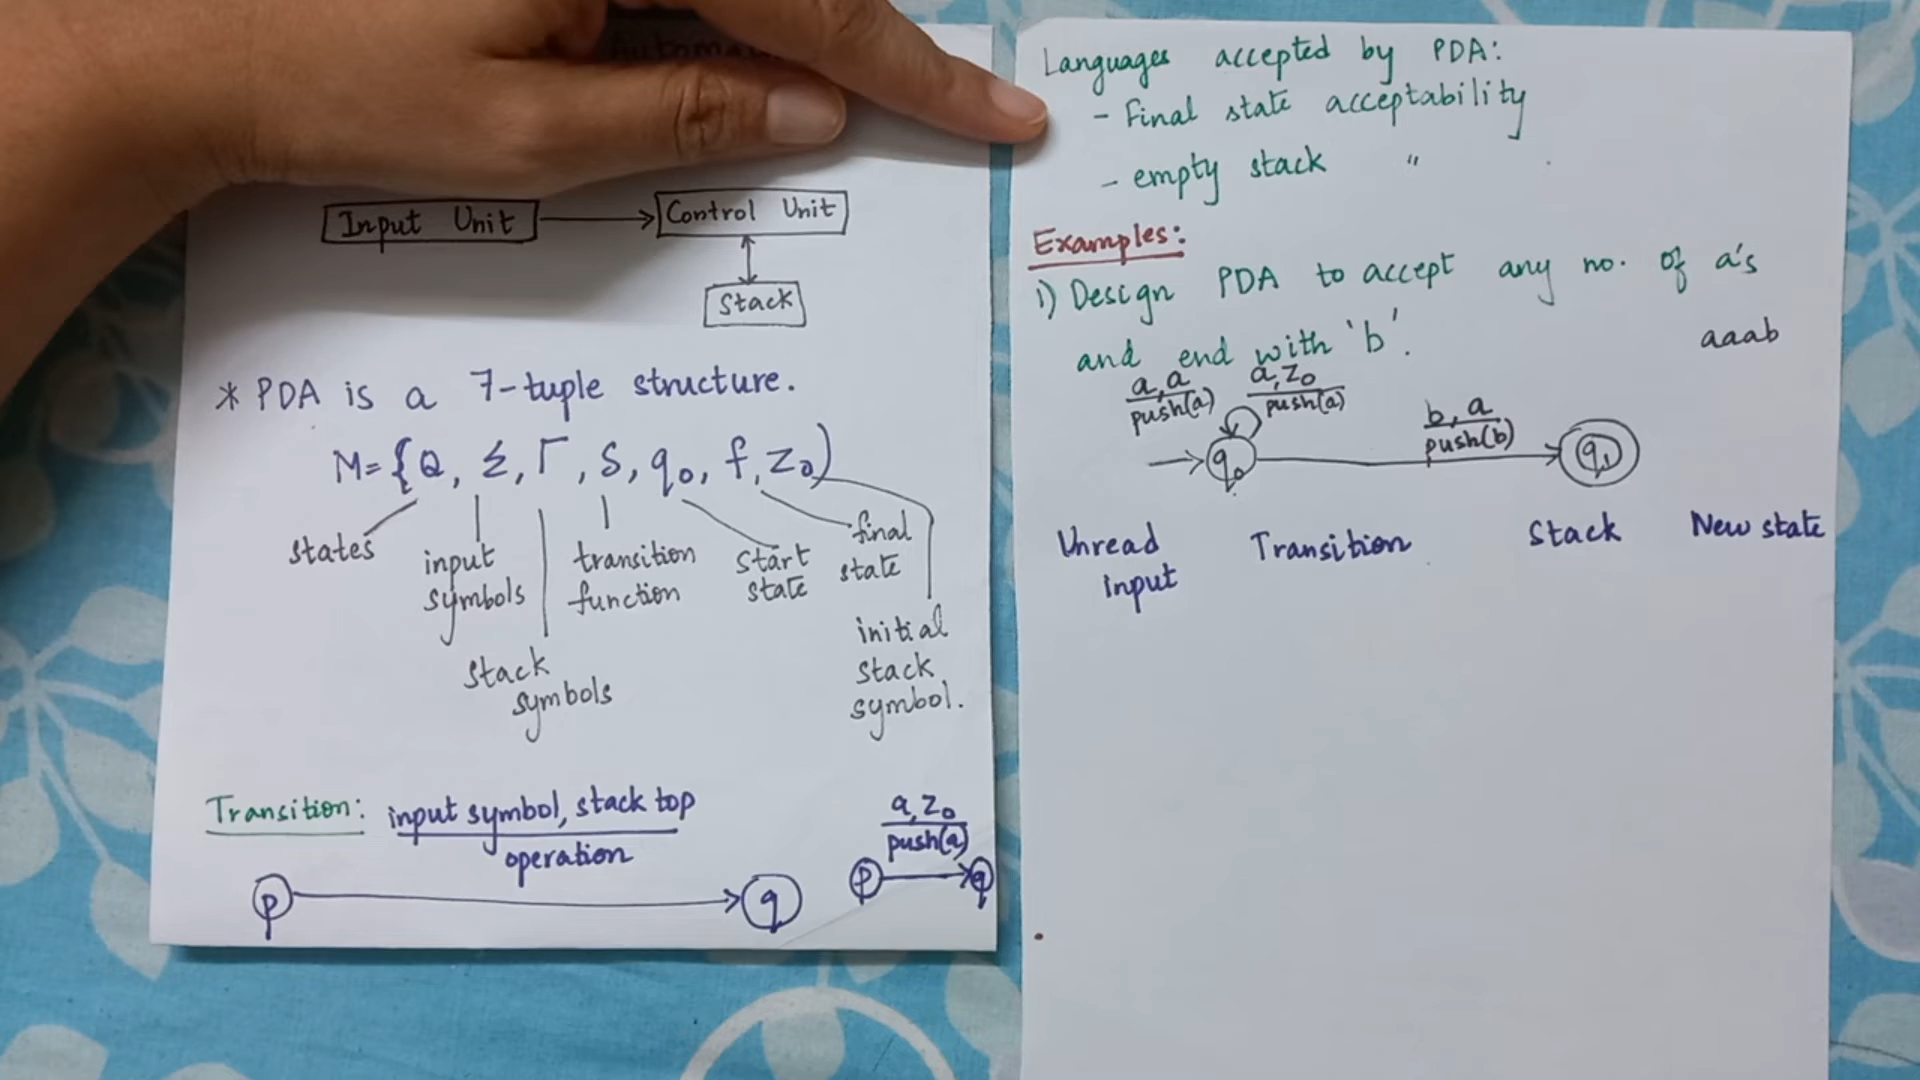 Automa
Input Unit
Control Unit
Stack
* PDA is a 7-tuple structure.
M={Q, Σ, Γ, δ, q0, f, z0)
states
input symbols
stack symbols
transition function
start state
final state
initial stack symbol.
Transition: input symbol, stack top
operation
p
q
a, z0
push(a)
p
q
Languages accepted by PDA:
- Final state acceptability
- empty stack "
Examples:
1) Design PDA to accept any no. of a's
and end with 'b'.
aaab
a, a
push(a)
a, z0
push(a)
b, a
push(b)
q0
q1
Unread input
Transition
Stack
New state